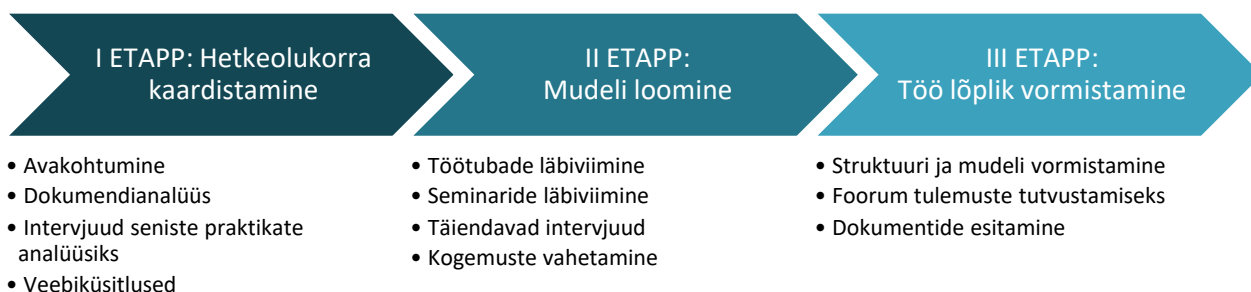 I ETAPP: Hetkeolukorra
kaardistamine
• Avakohtumine
• Dokumendianalüüs
• Intervjuud seniste praktikate
analüüsiks
• Veebiküsitlused
II ETAPP:
Mudeli loomine
• Töötubade läbiviimine
• Seminaride läbiviimine
• Täiendavad intervjuud
• Kogemuste vahetamine
III ETAPP:
Töö lõplik vormistamine
• Struktuuri ja mudeli vormistamine
• Foorum tulemuste tutvustamiseks
• Dokumentide esitamine